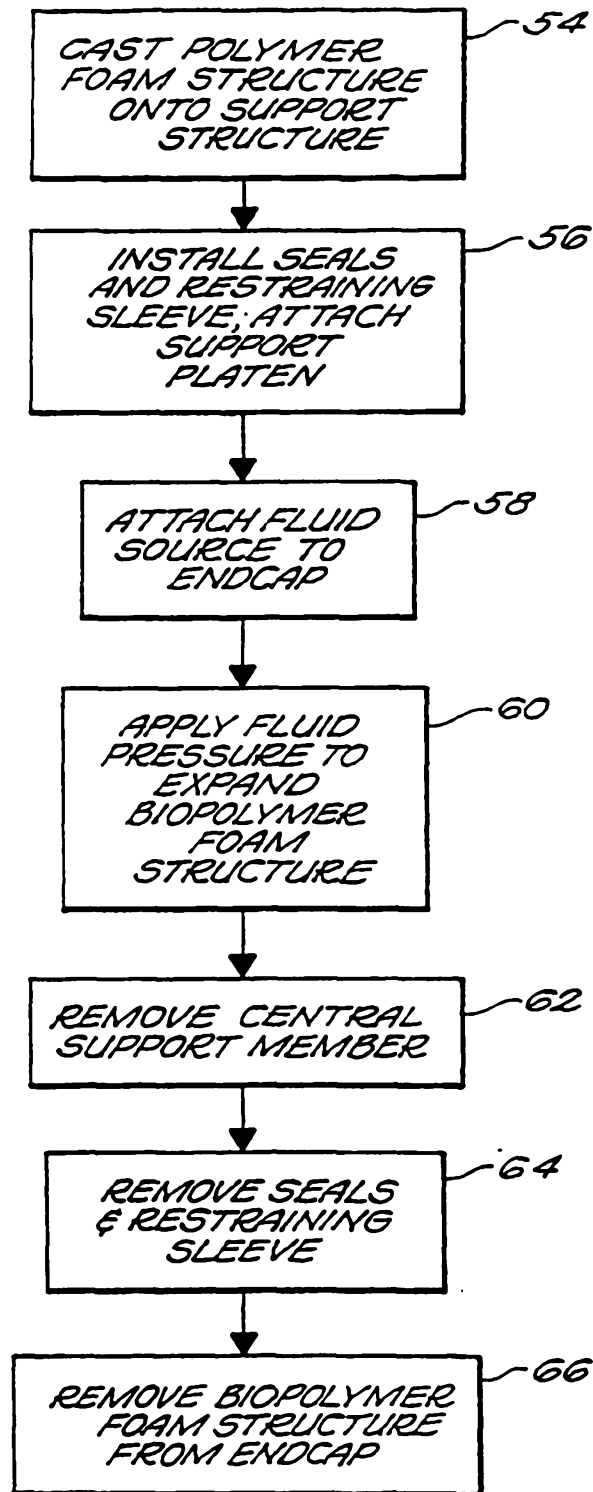 54
CAST POLYMER
FOAM STRUCTURE
ONTO SUPPORT
STRUCTURE
56
INSTALL SEALS
AND RESTRAINING
SLEEVE; ATTACH
SUPPORT
PLATEN
58
ATTACH FLUID
SOURCE TO
ENDCAP
60
APPLY FLUID
PRESSURE TO
EXPAND
BIOPOLYMER
FOAM
STRUCTURE
62
REMOVE CENTRAL
SUPPORT MEMBER
64
REMOVE SEALS
& RESTRAINING
SLEEVE
66
REMOVE BIOPOLYMER
FOAM STRUCTURE
FROM ENDCAP